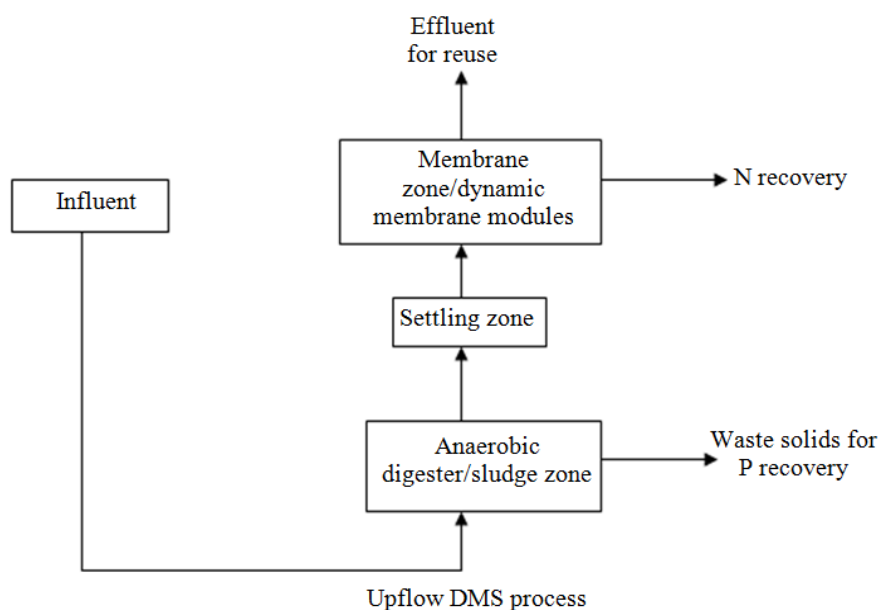 Effluent
for reuse
Membrane
zone/dynamic
membrane modules
N recovery
Influent
Settling zone
Anaerobic
digester/sludge zone
Waste solids for
P recovery
Upflow DMS process